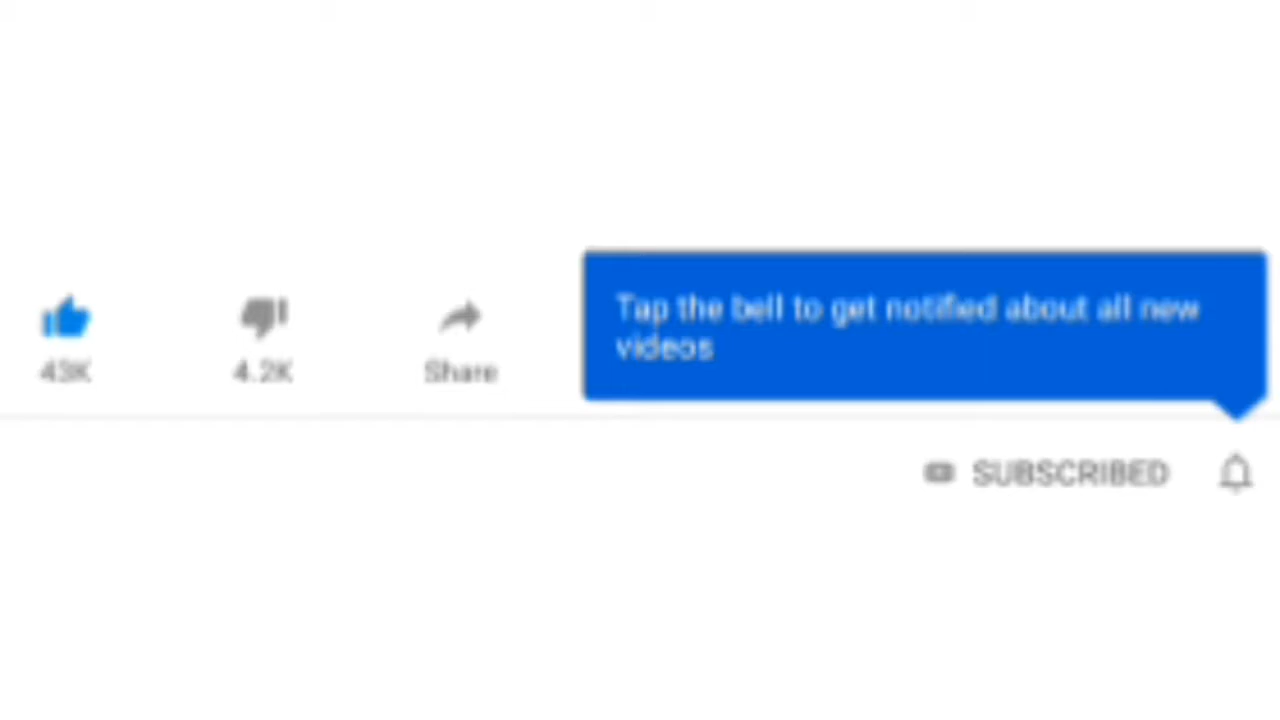 Tap the bell to get notified about all new
videos
43K
4.2K
Share
SUBSCRIBED